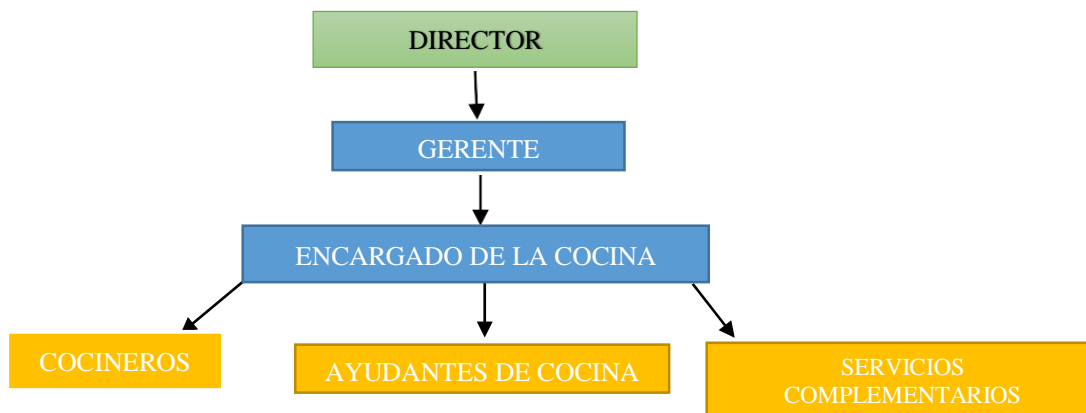 DIRECTOR
GERENTE
ENCARGADO DE LA COCINA
COCINEROS
AYUDANTES DE COCINA
SERVICIOS
COMPLEMENTARIOS